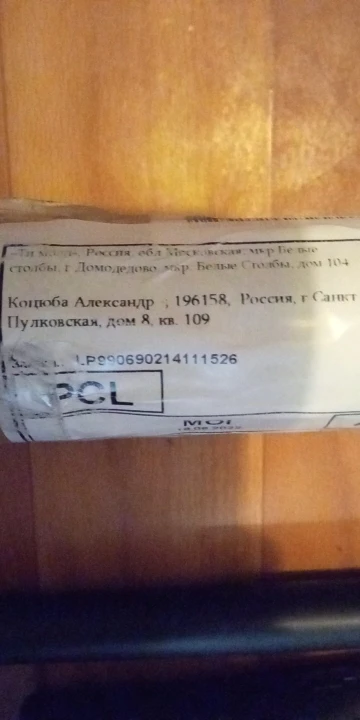 Россия, обл Московская, мкр Белые
столбы, г Домодедово, мкр. Белые Столбы, дом 104
Коцюба Александр , 196158, Россия, г Санкт
Пулковская, дом 8, кв. 109
LP990690214111526
PCL